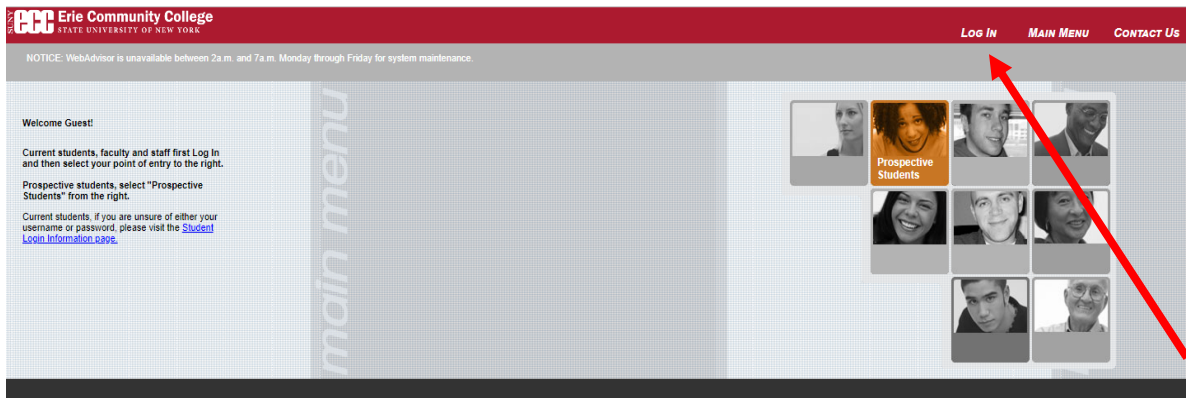 SUNY ecc Erie Community College
STATE UNIVERSITY OF NEW YORK
LOG IN MAIN MENU CONTACT US
NOTICE: WebAdvisor is unavailable between 2a.m. and 7a.m. Monday through Friday for system maintenance.
Welcome Guest!
Current students, faculty and staff first Log In
and then select your point of entry to the right.
Prospective students, select "Prospective
Students" from the right.
Current students, if you are unsure of either your
username or password, please visit the Student
Login Information page.
main menu
Prospective
Students